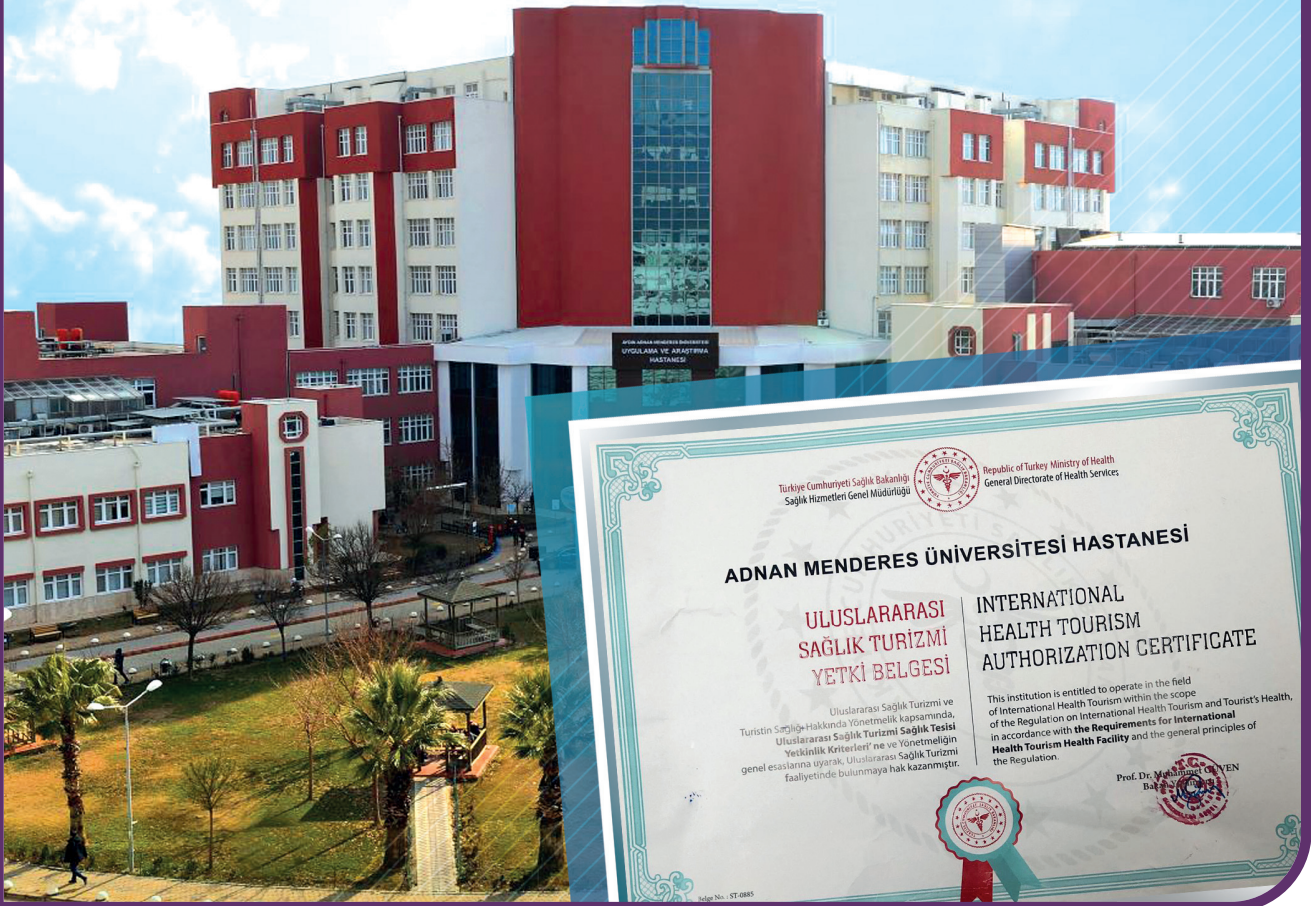 AYDIN ADNAN MENDERES ÜNİVERSİTESİ
UYGULAMA VE ARAŞTIRMA
HASTANESİ
Türkiye Cumhuriyeti Sağlık Bakanlığı
Sağlık Hizmetleri Genel Müdürlüğü
Republic of Turkey Ministry of Health
General Directorate of Health Services
ADNAN MENDERES ÜNİVERSİTESİ HASTANESİ
ULUSLARARASI
SAĞLIK TURİZMİ
YETKİ BELGESİ
Uluslararası Sağlık Turizmi ve
Turistin Sağlığı Hakkında Yönetmelik kapsamında,
Uluslararası Sağlık Turizmi Sağlık Tesisi
Yetkinlik Kriterleri' ne ve Yönetmeliğin
genel esaslarına uyarak, Uluslararası Sağlık Turizmi
faaliyetinde bulunmaya hak kazanmıştır.
INTERNATIONAL
HEALTH TOURISM
AUTHORIZATION CERTIFICATE
This institution is entitled to operate in the field
of International Health Tourism within the scope
of the Regulation on International Health Tourism and Tourist's Health,
in accordance with the Requirements for International
Health Tourism Health Facility and the general principles of
the Regulation.
Prof. Dr. Muhammet GÜVEN
T.C.
Belge No. : ST-0885